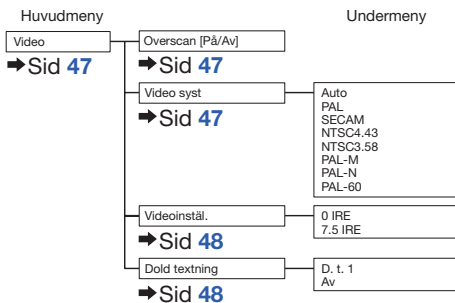 Huvudmeny
Undermeny
Video
➡Sid 47
Overscan [På/Av]
➡Sid 47
Video syst
➡Sid 47
Auto
PAL
SECAM
NTSC4.43
NTSC3.58
PAL-M
PAL-N
PAL-60
Videoinstäl.
➡Sid 48
0 IRE
7.5 IRE
Dold textning
➡Sid 48
D. t. 1
Av